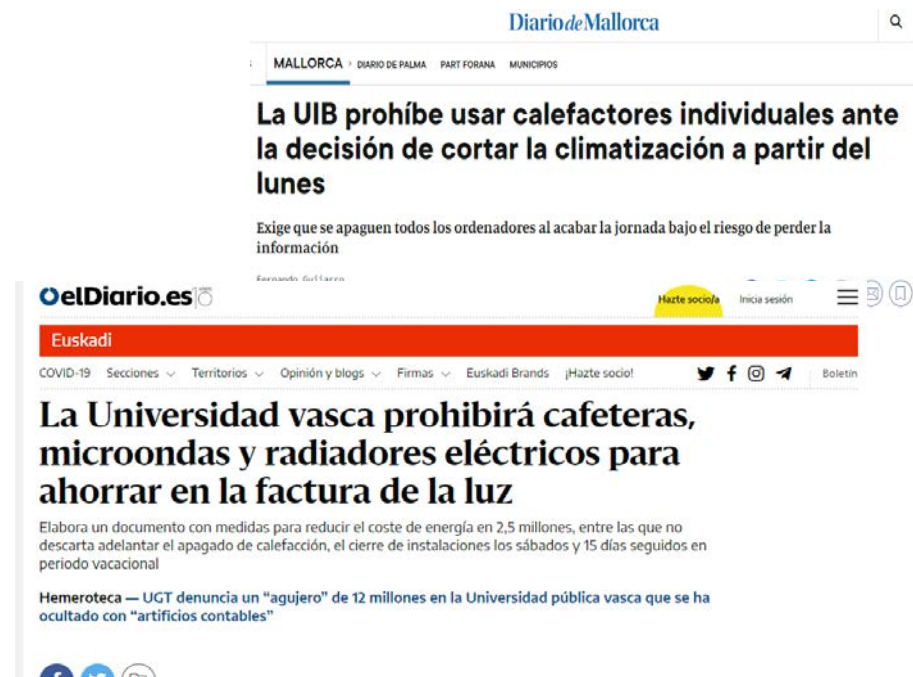 Diario de Mallorca
MALLORCA › DIARIO DE PALMA PART FORANA MUNICIPIOS
La UIB prohíbe usar calefactores individuales ante
la decisión de cortar la climatización a partir del
lunes
Exige que se apaguen todos los ordenadores al acabar la jornada bajo el riesgo de perder la
información
elDiario.es
Hazte socio/a Inicia sesión
Euskadi
COVID-19 Secciones Territorios Opinión y blogs Firmas Euskadi Brands ¡Hazte socio! Boletín
La Universidad vasca prohibirá cafeteras,
microondas y radiadores eléctricos para
ahorrar en la factura de la luz
Elabora un documento con medidas para reducir el coste de energía en 2,5 millones, entre las que no
descarta adelantar el apagado de calefacción, el cierre de instalaciones los sábados y 15 días seguidos en
periodo vacacional
Hemeroteca — UGT denuncia un “agujero” de 12 millones en la Universidad pública vasca que se ha
ocultado con “artificios contables”